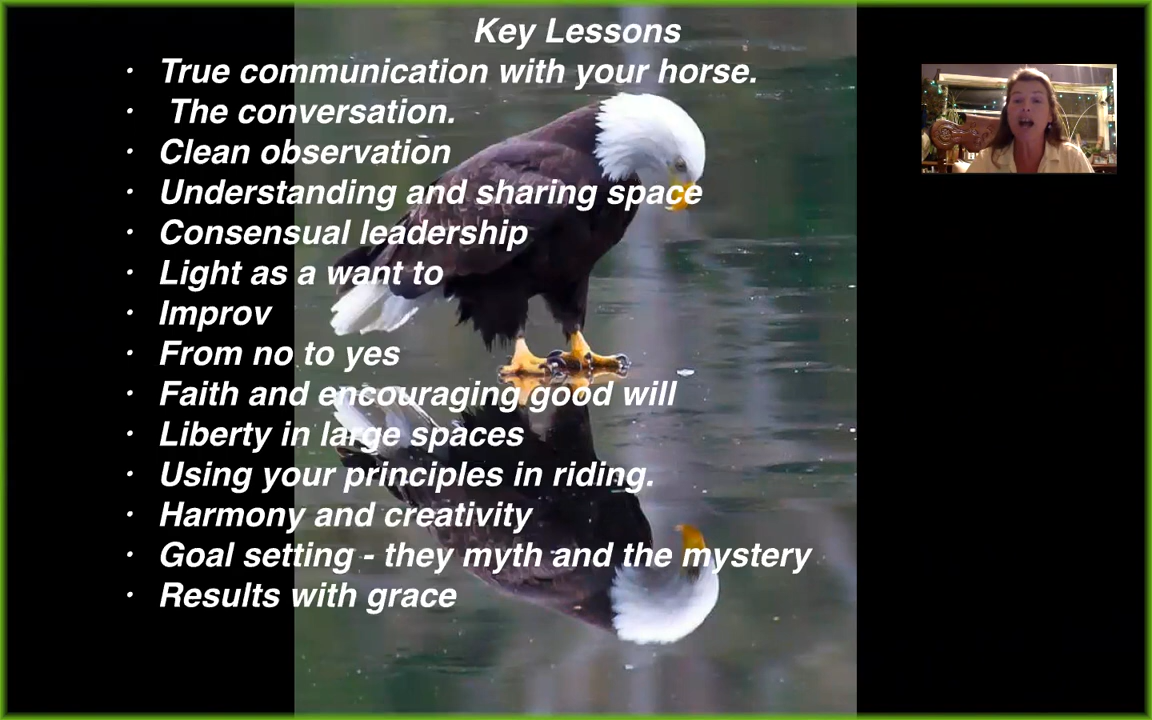 Key Lessons
· True communication with your horse.
· The conversation.
· Clean observation
· Understanding and sharing space
· Consensual leadership
· Light as a want to
· Improv
· From no to yes
· Faith and encouraging good will
· Liberty in large spaces
· Using your principles in riding.
· Harmony and creativity
· Goal setting - they myth and the mystery
· Results with grace